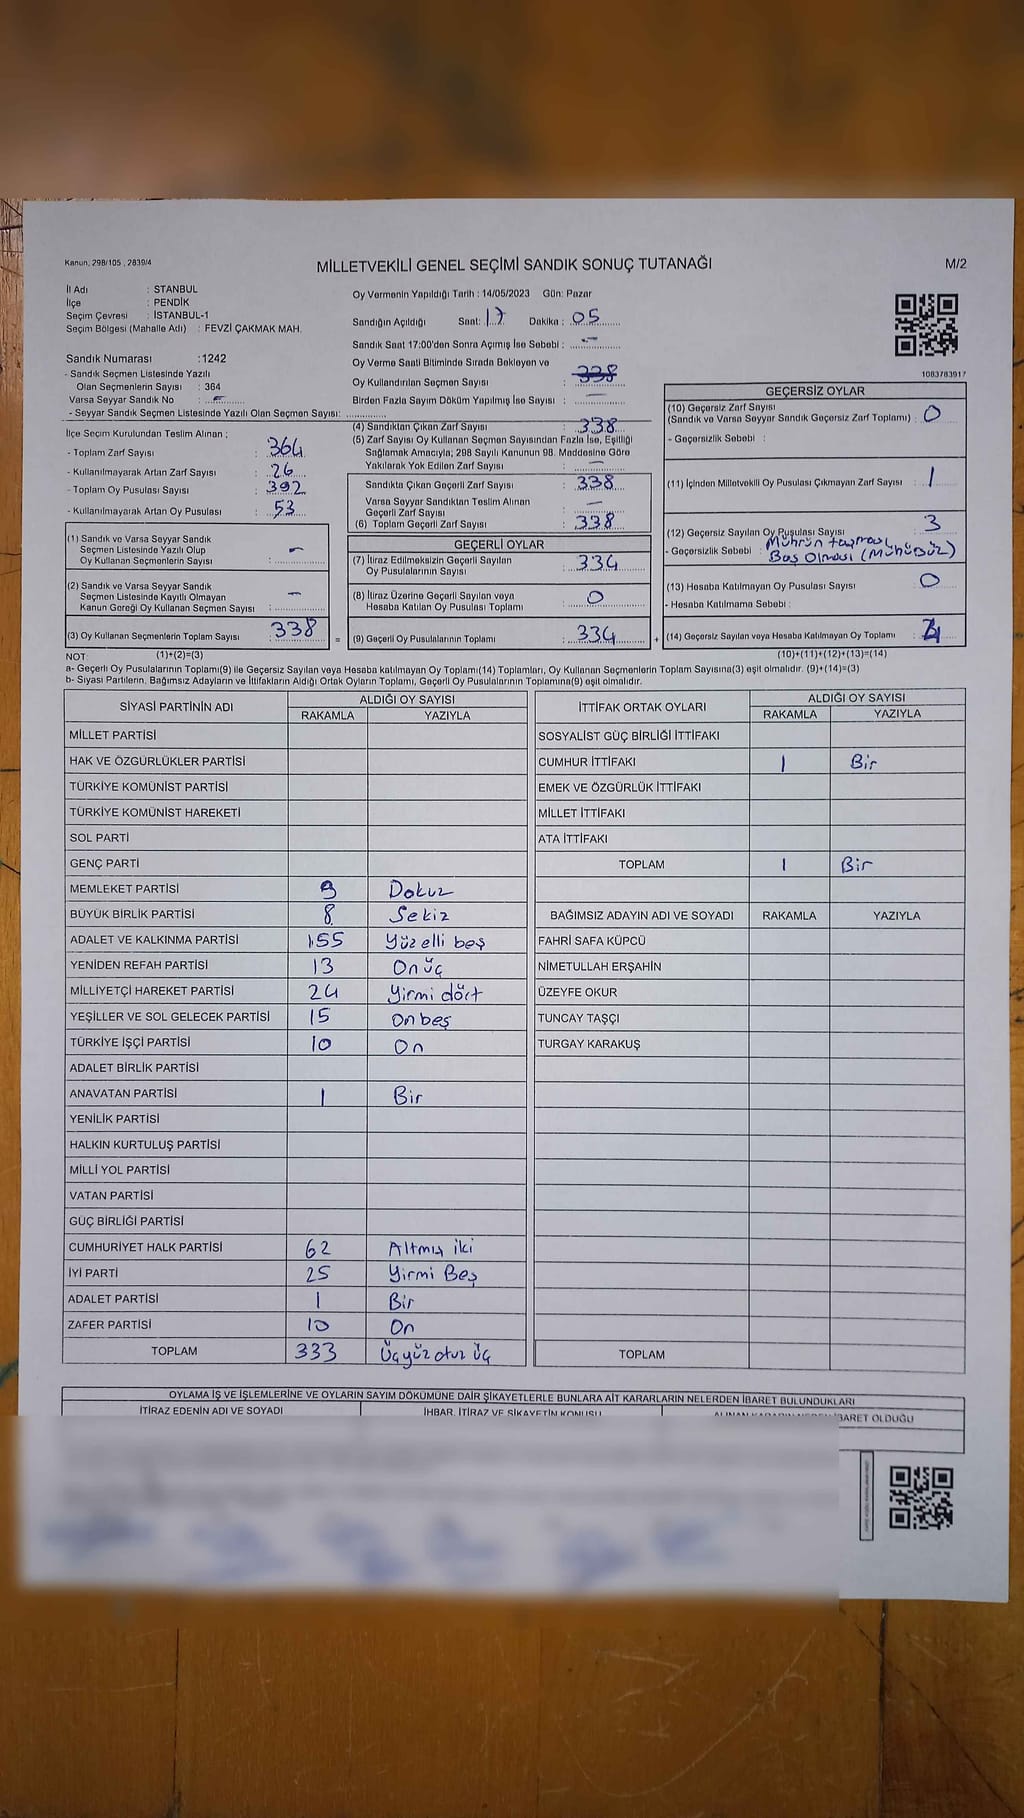 Kanun, 298/105 , 2839/4
MİLLETVEKİLİ GENEL SEÇİMİ SANDIK SONUÇ TUTANAĞI
M/2
İl Adı : STANBUL
İlçe : PENDİK
Seçim Çevresi : İSTANBUL-1
Seçim Bölgesi (Mahalle Adı) : FEVZİ ÇAKMAK MAH.
Sandık Numarası :1242
- Sandık Seçmen Listesinde Yazılı
Olan Seçmenlerin Sayısı : 364
Varsa Seyyar Sandık No : -
- Seyyar Sandık Seçmen Listesinde Yazılı Olan Seçmen Sayısı:
Oy Vermenin Yapıldığı Tarih : 14/05/2023 Gün: Pazar
Sandığın Açıldığı Saat: 17 Dakika : 05
Sandık Saat 17:00'den Sonra Açımış İse Sebebi : -
Oy Verme Saati Bitiminde Sırada Bekleyen ve
Oy Kullandırılan Seçmen Sayısı : 338
Birden Fazla Sayım Döküm Yapılmış İse Sayısı : -
1083783917
İlçe Seçim Kurulundan Teslim Alınan ;
- Toplam Zarf Sayısı : 364
- Kullanılmayarak Artan Zarf Sayısı : 26
- Toplam Oy Pusulası Sayısı : 392
- Kullanılmayarak Artan Oy Pusulası : 53
(4) Sandıktan Çıkan Zarf Sayısı : 338
(5) Zarf Sayısı Oy Kullanan Seçmen Sayısından Fazla İse, Eşitliği
Sağlamak Amacıyla, 298 Sayılı Kanunun 98. Maddesine Göre
Yakılarak Yok Edilen Zarf Sayısı : -
Sandıkta Çıkan Geçerli Zarf Sayısı : 338
Varsa Seyyar Sandıktan Teslim Alınan
Geçerli Zarf Sayısı : -
(6) Toplam Geçerli Zarf Sayısı : 338
GEÇERSİZ OYLAR
(10) Geçersiz Zarf Sayısı
(Sandık ve Varsa Seyyar Sandık Geçersiz Zarf Toplamı) : 0
- Geçersizlik Sebebi :
(11) İçinden Milletvekili Oy Pusulası Çıkmayan Zarf Sayısı : 1
(12) Geçersiz Sayılan Oy Pusulası Sayısı : 3
- Geçersizlik Sebebi : Mührün taşması
Boş Olması (Mühürsüz)
(13) Hesaba Katılmayan Oy Pusulası Sayısı : 0
- Hesaba Katılmama Sebebi :
(14) Geçersiz Sayılan veya Hesaba Katılmayan Oy Toplamı : 4
(1) Sandık ve Varsa Seyyar Sandık
Seçmen Listesinde Yazılı Olup
Oy Kullanan Seçmenlerin Sayısı : -
(2) Sandık ve Varsa Seyyar Sandık
Seçmen Listesinde Kayıtlı Olmayan
Kanun Gereği Oy Kullanan Seçmen Sayısı : -
(3) Oy Kullanan Seçmenlerin Toplam Sayısı : 338
GEÇERLİ OYLAR
(7) İtiraz Edilmeksizin Geçerli Sayılan
Oy Pusulalarının Sayısı : 334
(8) İtiraz Üzerine Geçerli Sayılan veya
Hesaba Katılan Oy Pusulası Toplamı : 0
= (9) Geçerli Oy Pusulalarının Toplamı : 334 +
NOT: (1)+(2)=(3)
(10)+(11)+(12)+(13)=(14)
a- Geçerli Oy Pusulalarının Toplamı(9) ile Geçersiz Sayılan veya Hesaba katılmayan Oy Toplamı(14) Toplamları, Oy Kullanan Seçmenlerin Toplam Sayısına(3) eşit olmalıdır. (9)+(14)=(3)
b- Siyasi Partilerin, Bağımsız Adayların ve İttifakların Aldığı Ortak Oyların Toplamı, Geçerli Oy Pusulalarının Toplamına(9) eşit olmalıdır.
SİYASİ PARTİNİN ADI ALDIĞI OY SAYISI
RAKAMLA YAZIYLA
MİLLET PARTİSİ
HAK VE ÖZGÜRLÜKLER PARTİSİ
TÜRKİYE KOMÜNİST PARTİSİ
TÜRKİYE KOMÜNİST HAREKETİ
SOL PARTİ
GENÇ PARTİ
MEMLEKET PARTİSİ 9 Dokuz
BÜYÜK BİRLİK PARTİSİ 8 Sekiz
ADALET VE KALKINMA PARTİSİ 155 Yüz elli beş
YENİDEN REFAH PARTİSİ 13 On üç
MİLLİYETÇİ HAREKET PARTİSİ 24 Yirmi dört
YEŞİLLER VE SOL GELECEK PARTİSİ 15 On beş
TÜRKİYE İŞÇİ PARTİSİ 10 On
ADALET BİRLİK PARTİSİ
ANAVATAN PARTİSİ 1 Bir
YENİLİK PARTİSİ
HALKIN KURTULUŞ PARTİSİ
MİLLİ YOL PARTİSİ
VATAN PARTİSİ
GÜÇ BİRLİĞİ PARTİSİ
CUMHURİYET HALK PARTİSİ 62 Altmış iki
İYİ PARTİ 25 Yirmi Beş
ADALET PARTİSİ 1 Bir
ZAFER PARTİSİ 10 On
TOPLAM 333 Üçyüz otuz üç
İTTİFAK ORTAK OYLARI ALDIĞI OY SAYISI
RAKAMLA YAZIYLA
SOSYALİST GÜÇ BİRLİĞİ İTTİFAKI
CUMHUR İTTİFAKI 1 Bir
EMEK VE ÖZGÜRLÜK İTTİFAKI
MİLLET İTTİFAKI
ATA İTTİFAKI
TOPLAM 1 Bir
BAĞIMSIZ ADAYIN ADI VE SOYADI RAKAMLA YAZIYLA
FAHRİ SAFA KÜPCÜ
NİMETULLAH ERŞAHİN
ÜZEYFE OKUR
TUNCAY TAŞÇI
TURGAY KARAKUŞ
TOPLAM
OYLAMA İŞ VE İŞLEMLERİNE VE OYLARIN SAYIM DÖKÜMÜNE DAİR ŞİKAYETLERLE BUNLARA AİT KARARLARIN NELERDEN İBARET BULUNDUKLARI
İTİRAZ EDENİN ADI VE SOYADI İHBAR, İTİRAZ VE ŞİKAYETİN KONUSU ALINAN KARARIN NEDEN İBARET OLDUĞU